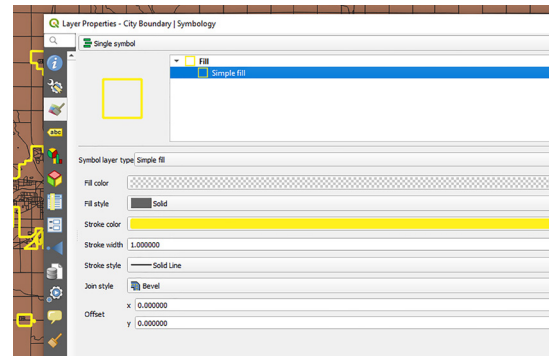 Layer Properties - City Boundary | Symbology
Single symbol
Fill
Simple fill
abc
Symbol layer type Simple fill
Fill color
Fill style Solid
Stroke color
Stroke width 1.000000
Stroke style Solid Line
Join style Bevel
Offset
x 0.000000
y 0.000000